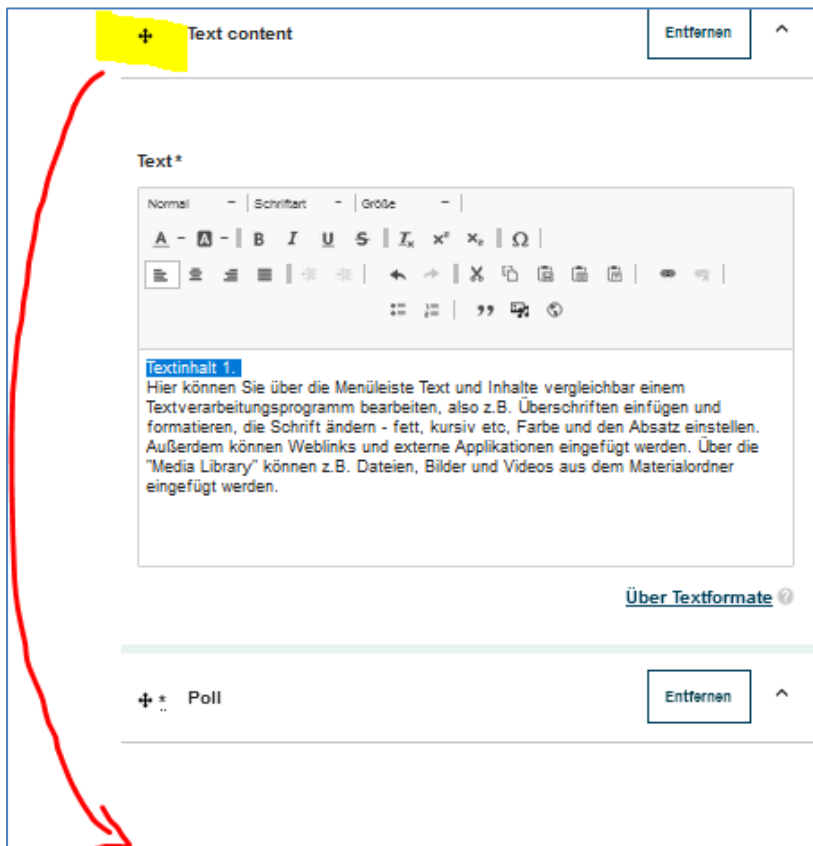 Text content Entfernen
Text*
Normal Schriftart Größe
A A B I U S Ix x² xₑ Ω
Textinhalt 1.
Hier können Sie über die Menüleiste Text und Inhalte vergleichbar einem
Textverarbeitungsprogramm bearbeiten, also z.B. Überschriften einfügen und
formatieren, die Schrift ändern - fett, kursiv etc, Farbe und den Absatz einstellen.
Außerdem können Weblinks und externe Applikationen eingefügt werden. Über die
"Media Library" können z.B. Dateien, Bilder und Videos aus dem Materialordner
eingefügt werden.
Über Textformate ?
* Poll Entfernen